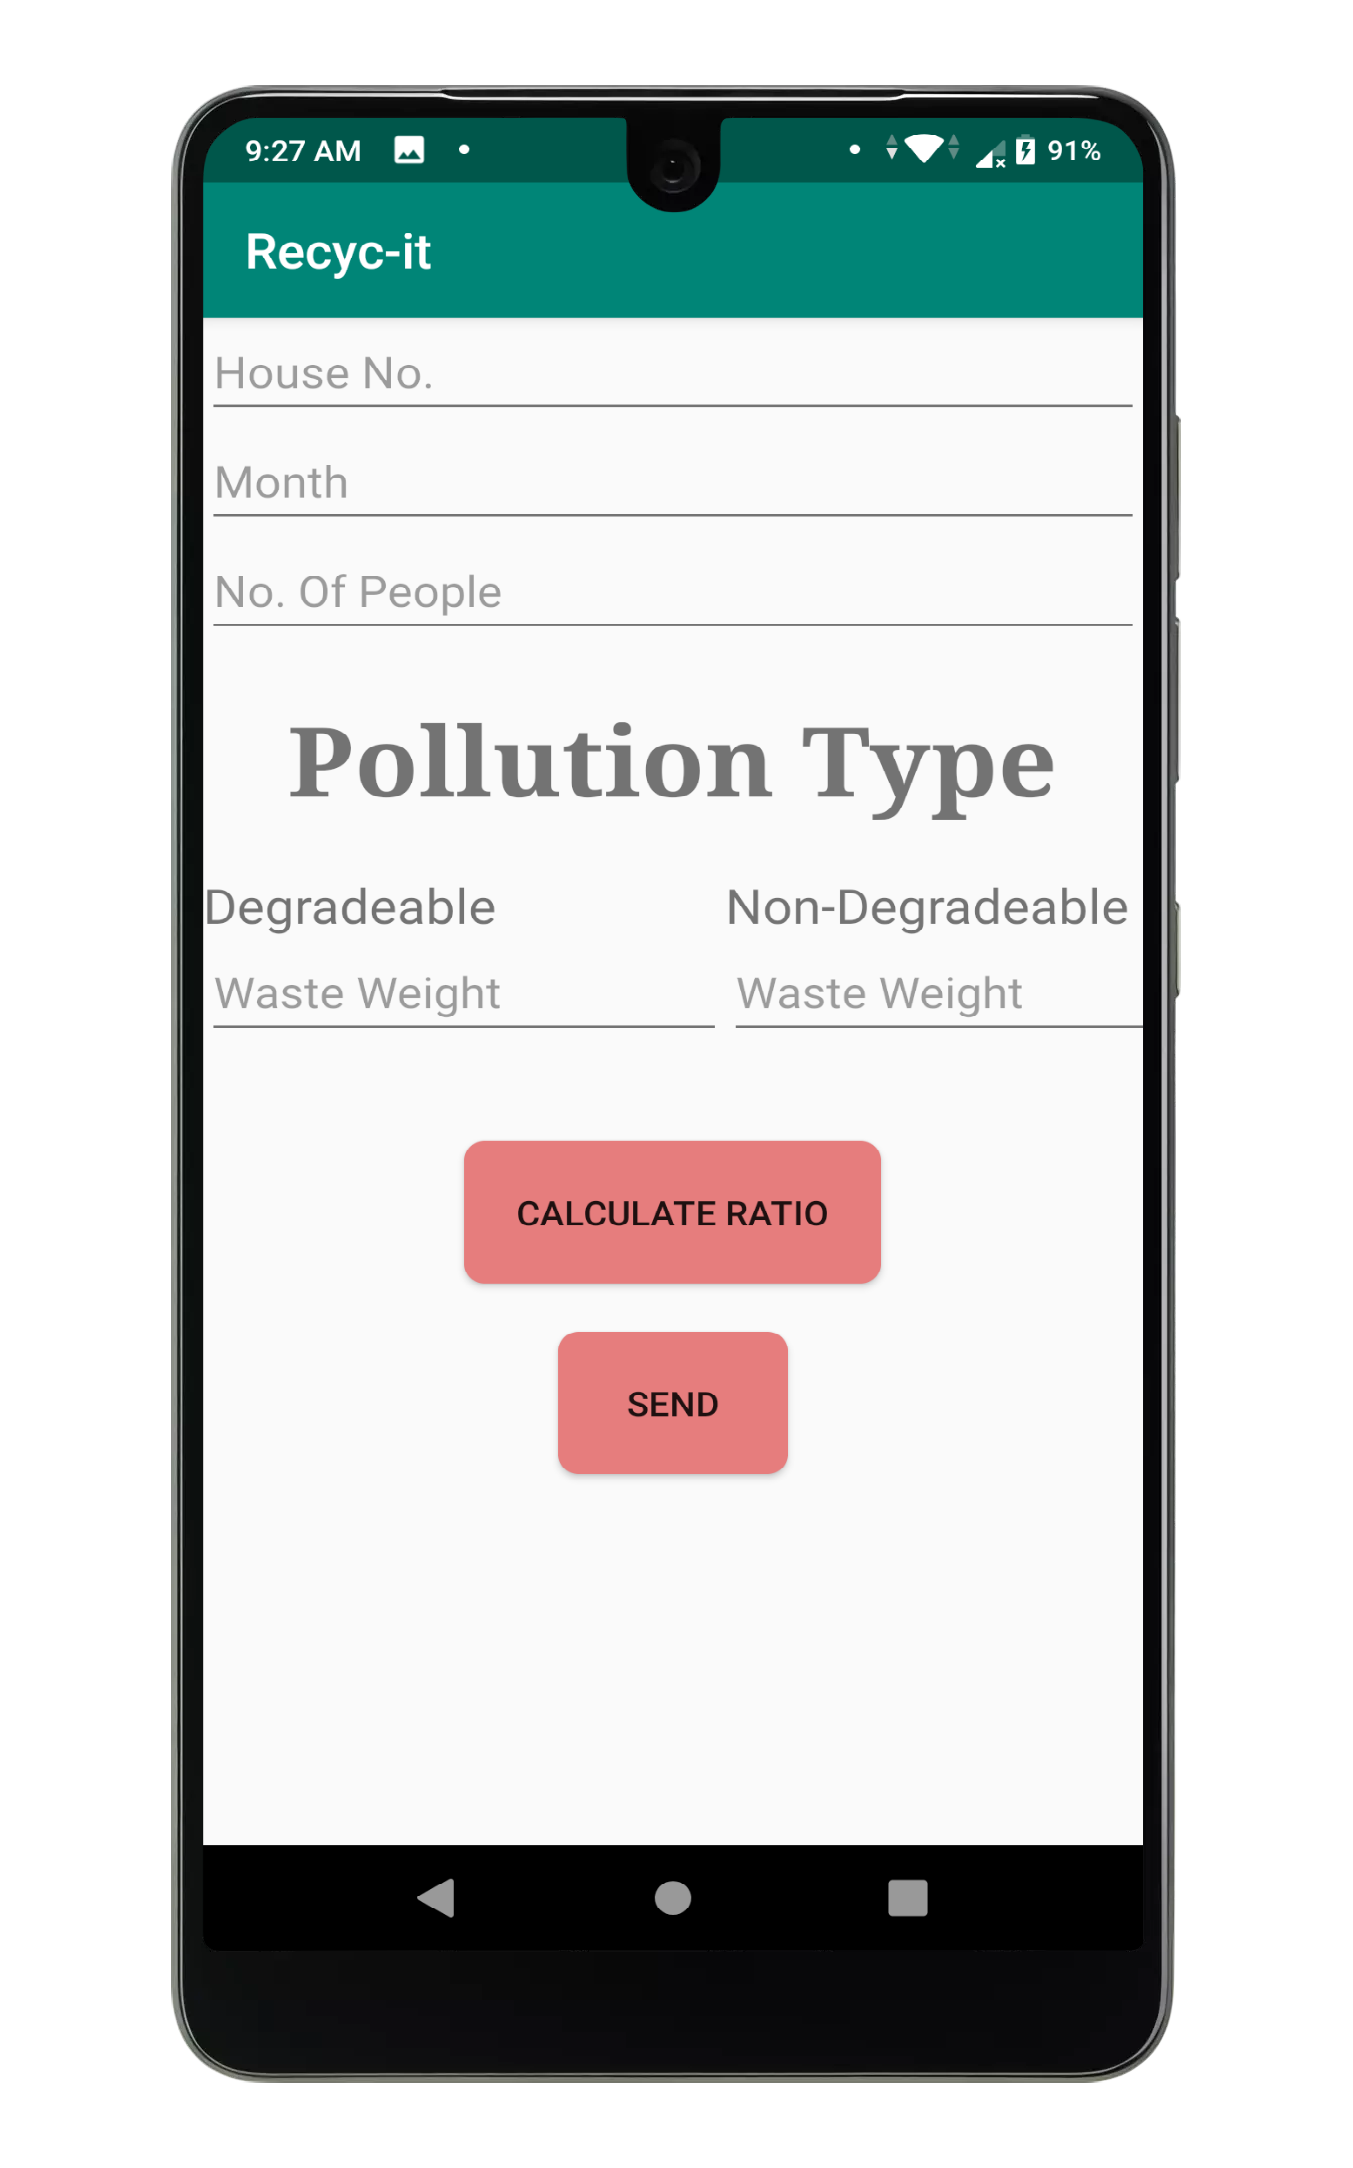 9:27 AM 91%
Recyc-it
House No.
Month
No. Of People
Pollution Type
Degradeable Non-Degradeable
Waste Weight Waste Weight
CALCULATE RATIO
SEND